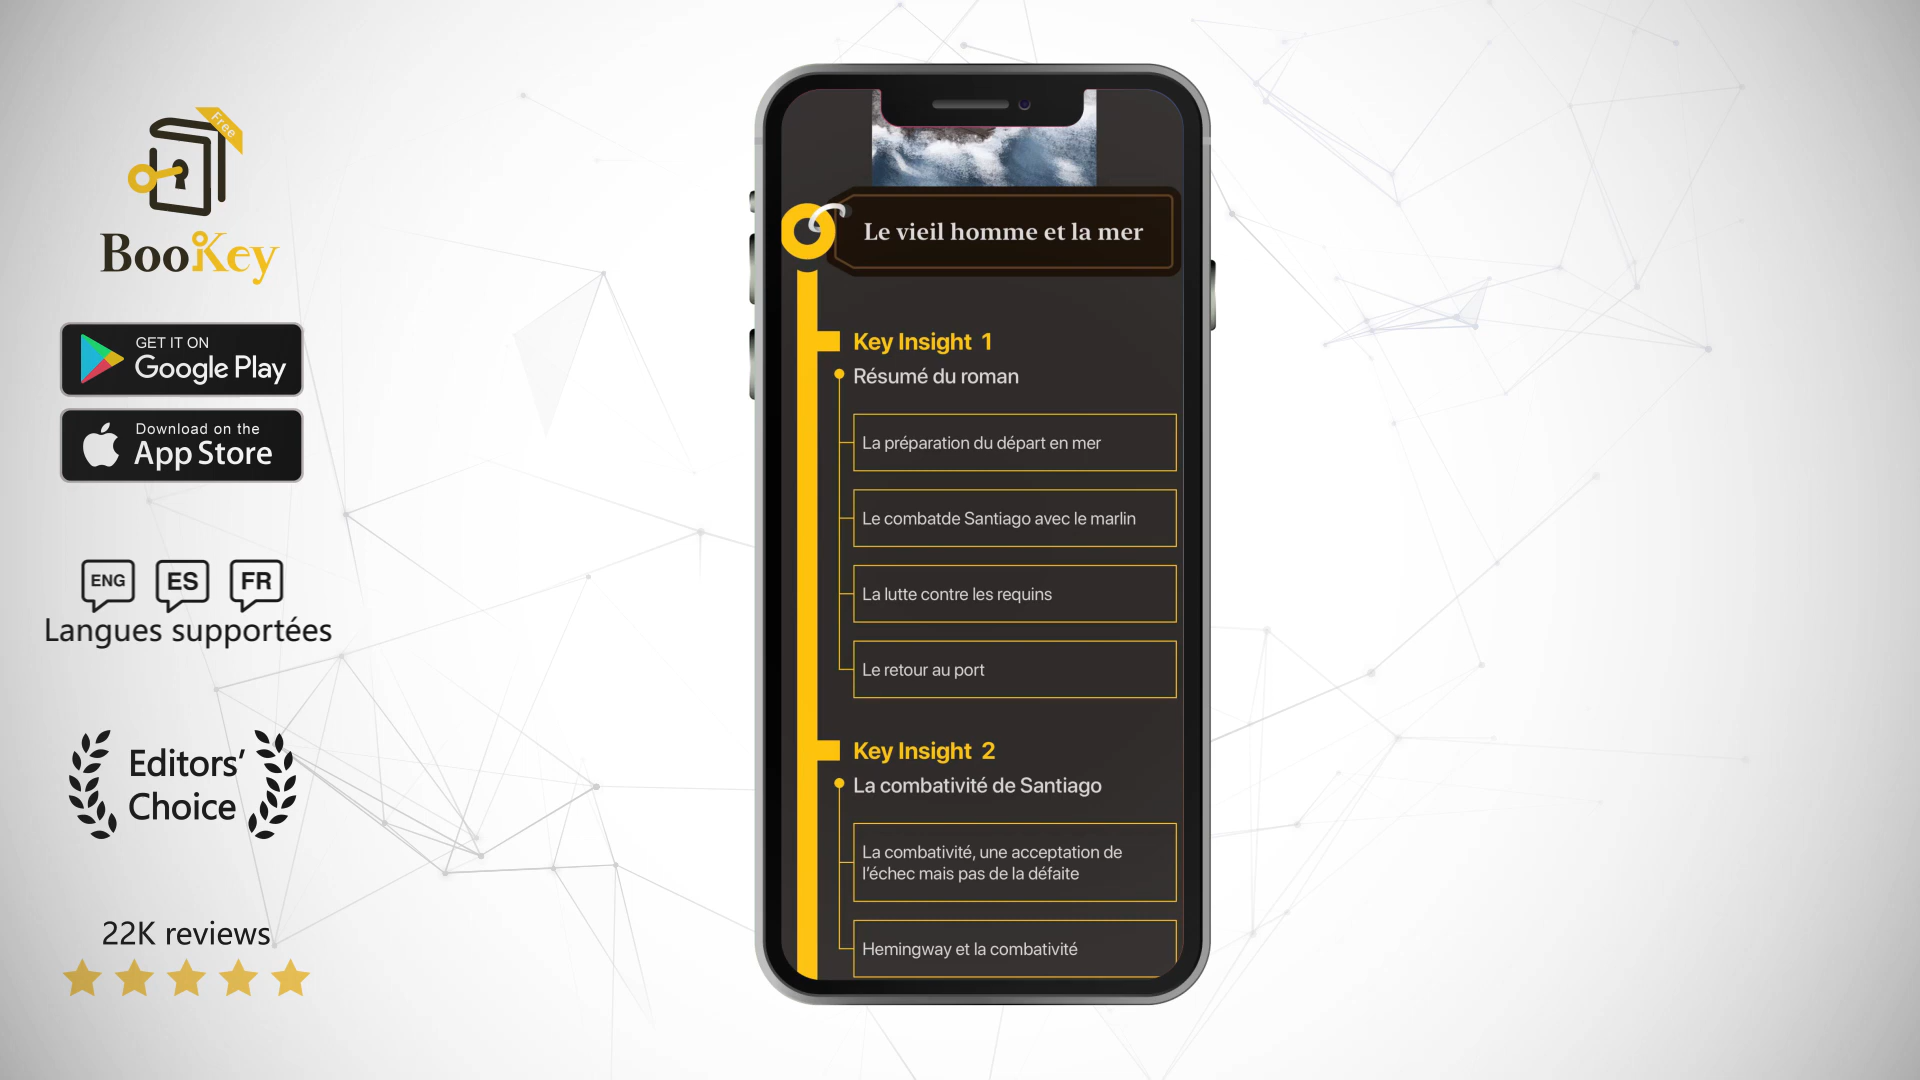 Free
BooKey
GET IT ON
Google Play
Download on the
App Store
ENG ES FR
Langues supportées
Editors’
Choice
22K reviews
Le vieil homme et la mer
Key Insight 1
Résumé du roman
La préparation du départ en mer
Le combatde Santiago avec le marlin
La lutte contre les requins
Le retour au port
Key Insight 2
La combativité de Santiago
La combativité, une acceptation de
l’échec mais pas de la défaite
Hemingway et la combativité